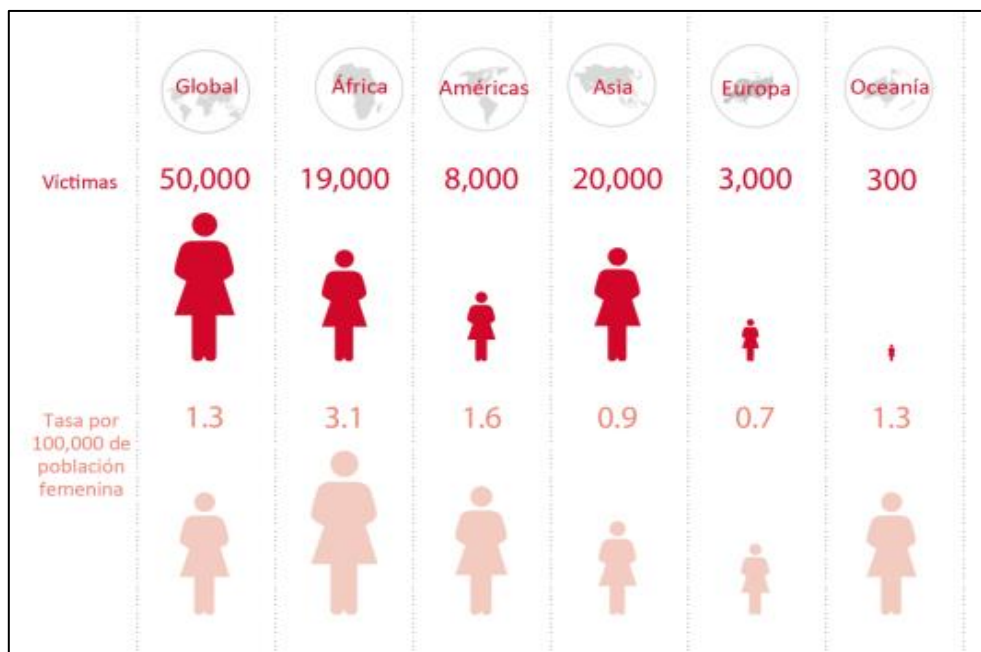 Global África Américas Asia Europa Oceanía
Víctimas 50,000 19,000 8,000 20,000 3,000 300
Tasa por 1.3 3.1 1.6 0.9 0.7 1.3
100,000 de
población
femenina